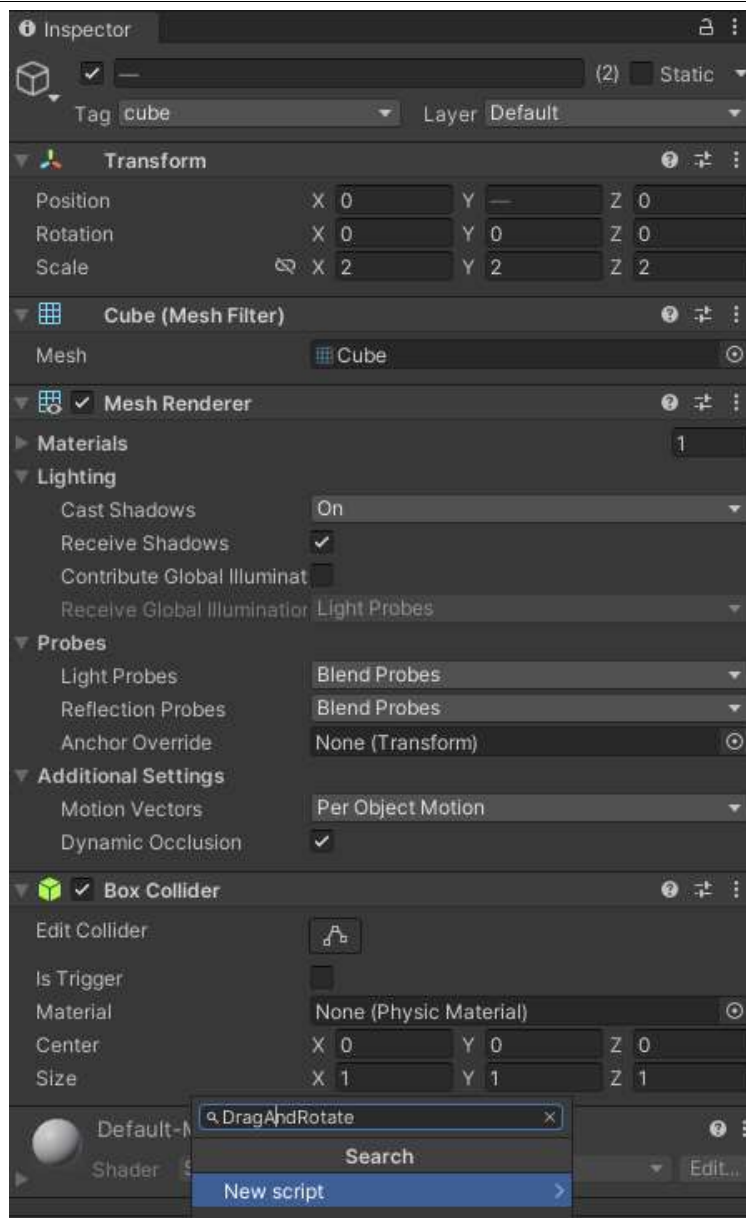 Inspector
— (2) Static
Tag cube Layer Default
Transform
Position X 0 Y — Z 0
Rotation X 0 Y 0 Z 0
Scale X 2 Y 2 Z 2
Cube (Mesh Filter)
Mesh Cube
Mesh Renderer
Materials 1
Lighting
Cast Shadows On
Receive Shadows
Contribute Global Illuminat
Receive Global Illumination Light Probes
Probes
Light Probes Blend Probes
Reflection Probes Blend Probes
Anchor Override None (Transform)
Additional Settings
Motion Vectors Per Object Motion
Dynamic Occlusion
Box Collider
Edit Collider
Is Trigger
Material None (Physic Material)
Center X 0 Y 0 Z 0
Size X 1 Y 1 Z 1
DragAndRotate
Default-M
Search
Shader S Edit...
New script